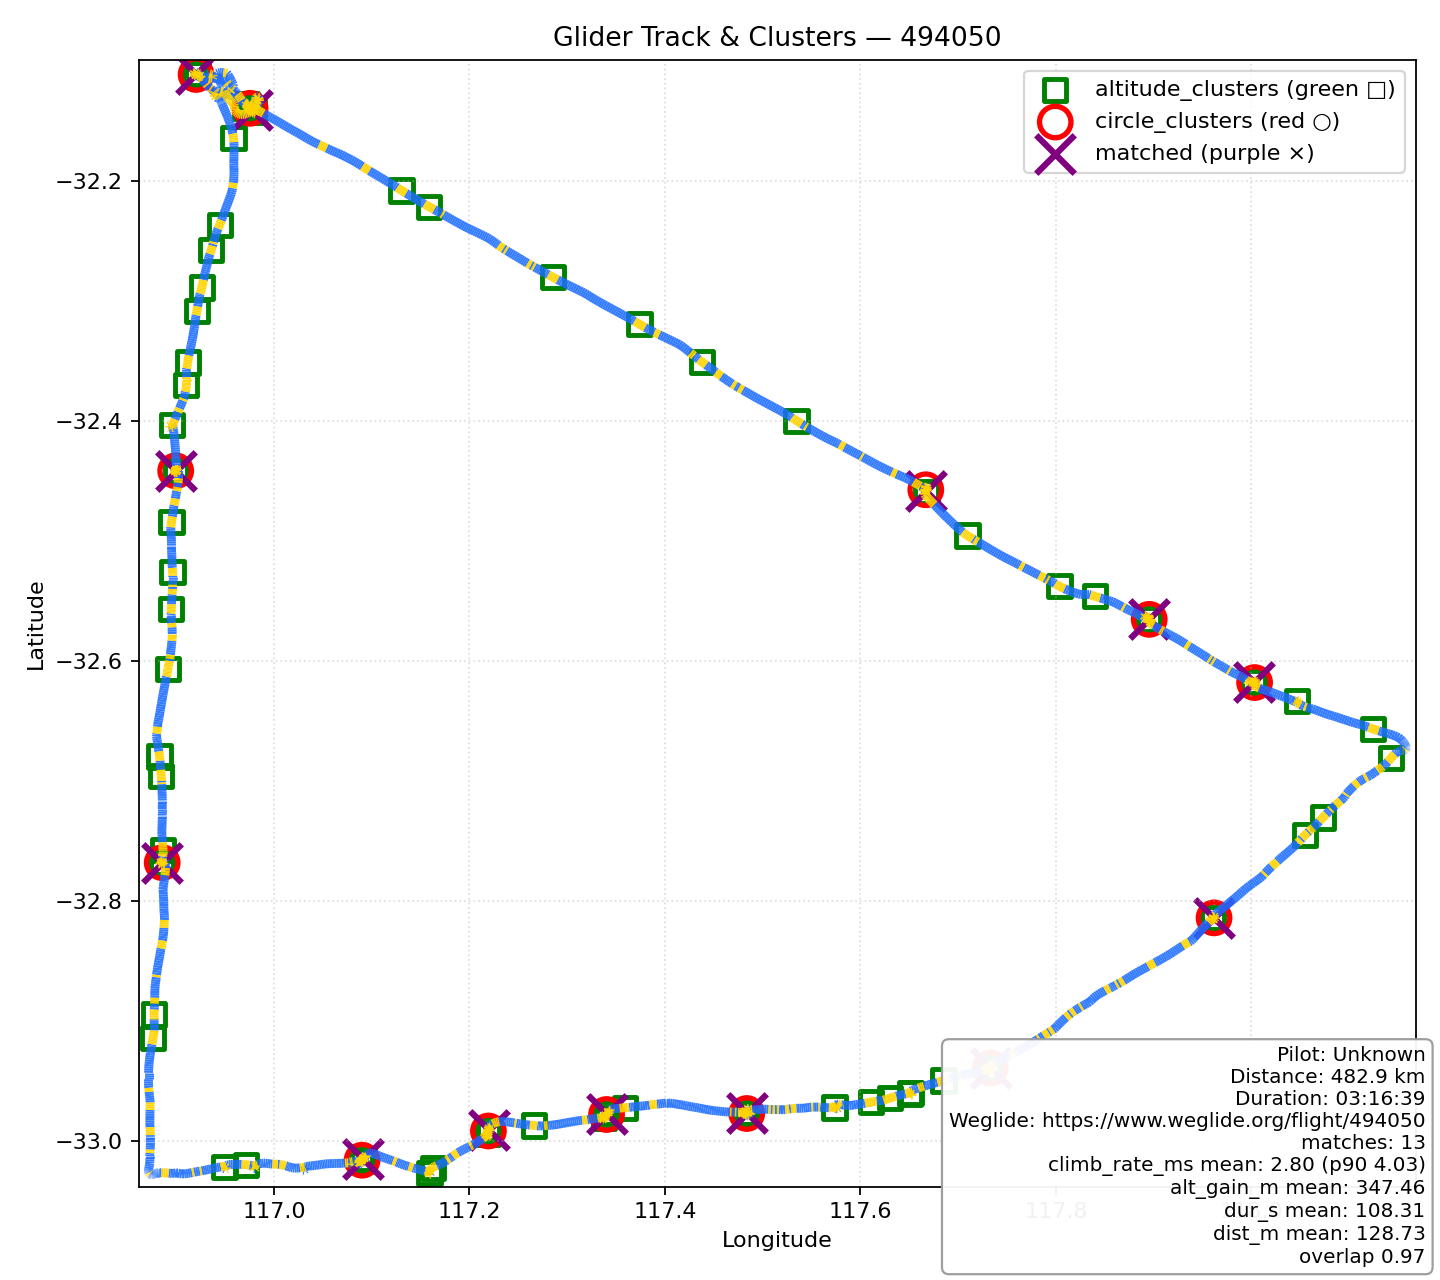 Glider Track & Clusters — 494050
altitude_clusters (green □)
circle_clusters (red ○)
matched (purple ×)
Latitude
−32.2
−32.4
−32.6
−32.8
−33.0
117.0
117.2
117.4
117.6
117.8
Longitude
Pilot: Unknown
Distance: 482.9 km
Duration: 03:16:39
Weglide: https://www.weglide.org/flight/494050
matches: 13
climb_rate_ms mean: 2.80 (p90 4.03)
alt_gain_m mean: 347.46
dur_s mean: 108.31
dist_m mean: 128.73
overlap 0.97